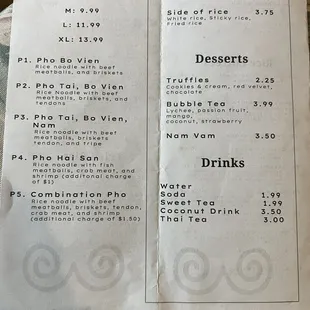 M: 9.99
L: 11.99
XL: 13.99
P1. Pho Bo Vien
Rice noodle with beef
meatballs, and briskets
P2. Pho Tai, Bo Vien
Rice Noodle with beef
meatballs, briskets, and
tendons
P3. Pho Tai, Bo Vien,
Nam
Rice noodle with beef
meatballs, briskets,
tendon, and tripe
P4. Pho Hai San
Rice noodle with fish
meatballs, crab meat, and
shrimp (additonal charge
of $1)
P5. Combination Pho
Rice noodle with beef
meatballs, briskets, tendon,
crab meat, and shrimp
(additional charge of $1.50)
Side of rice 3.75
White rice, Sticky rice,
Fried rice
Desserts
Truffles 2.25
Cookies & cream, red velvet,
chocolate
Bubble Tea 3.99
Lychee, passion fruit,
mango,
coconut, strawberry
Nam Vam 3.50
Drinks
Water
Soda 1.99
Sweet Tea 1.99
Coconut Drink 3.50
Thai Tea 3.00